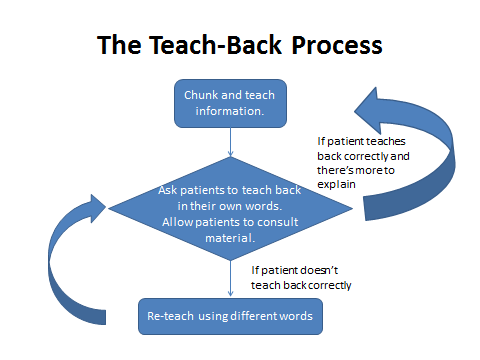 The Teach-Back Process
Chunk and teach
information.
If patient teaches
back correctly and
there's more to
explain
Ask patients to teach back
in their own words.
Allow patients to consult
material.
If patient doesn't
teach back correctly
Re-teach using different words